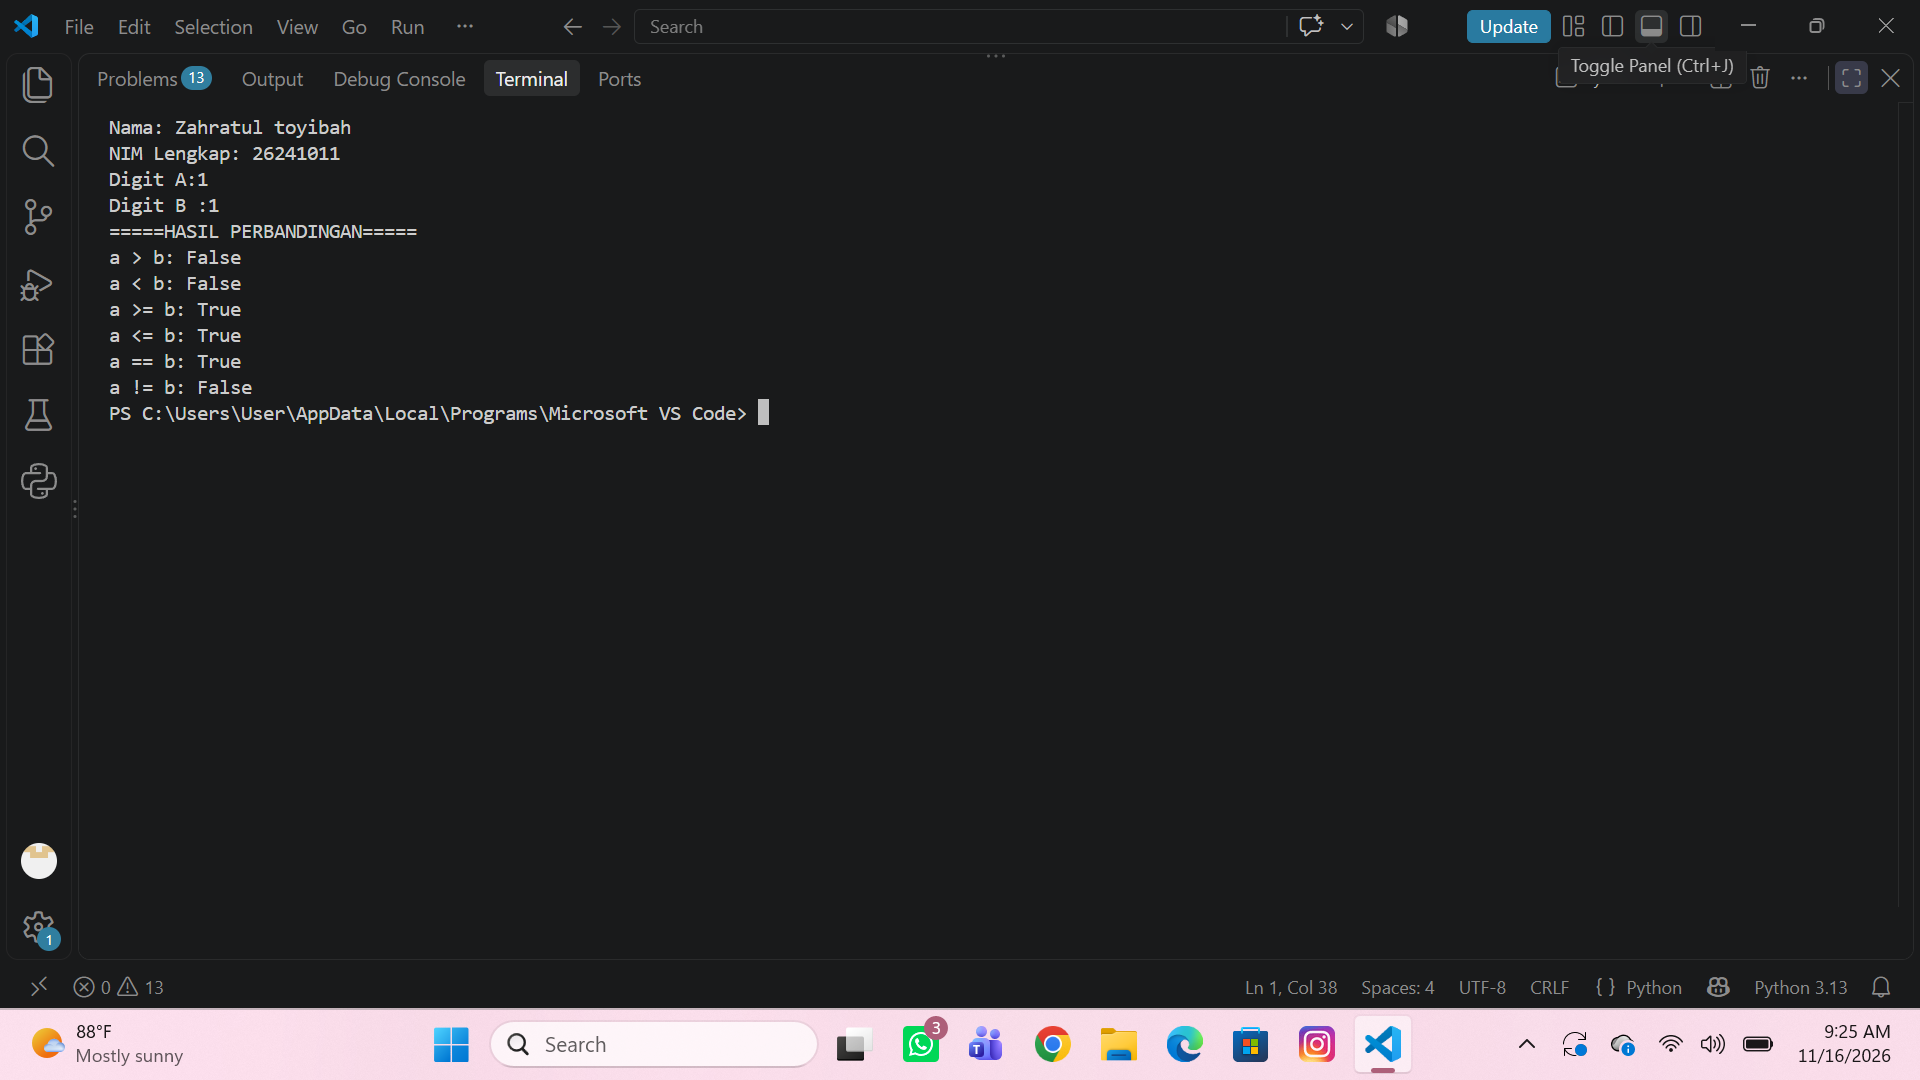 File Edit Selection View Go Run ··· Search Update
Toggle Panel (Ctrl+J)
Problems 13 Output Debug Console Terminal Ports
Nama: Zahratul toyibah
NIM Lengkap: 26241011
Digit A:1
Digit B :1
=====HASIL PERBANDINGAN=====
a > b: False
a < b: False
a >= b: True
a <= b: True
a == b: True
a != b: False
PS C:\Users\User\AppData\Local\Programs\Microsoft VS Code>
1
0 13 Ln 1, Col 38 Spaces: 4 UTF-8 CRLF { } Python Python 3.13
88°F
Mostly sunny
Search
3
9:25 AM
11/16/2026